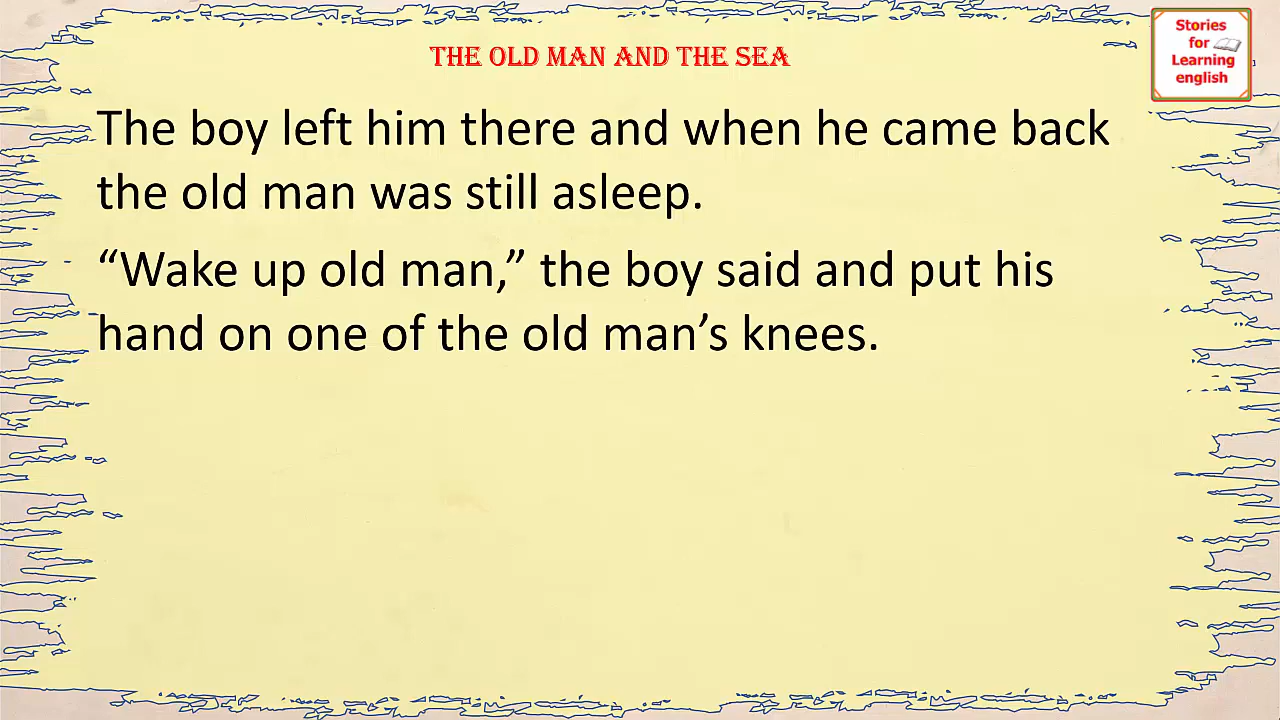 THE OLD MAN AND THE SEA
Stories
for
Learning
english
The boy left him there and when he came back
the old man was still asleep.
“Wake up old man,” the boy said and put his
hand on one of the old man’s knees.